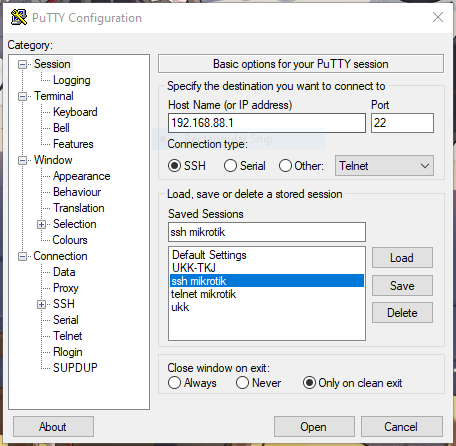 PuTTY Configuration
Category:
Session
Logging
Terminal
Keyboard
Bell
Features
Window
Appearance
Behaviour
Translation
Selection
Colours
Connection
Data
Proxy
SSH
Serial
Telnet
Rlogin
SUPDUP
Basic options for your PuTTY session
Specify the destination you want to connect to
Host Name (or IP address) Port
192.168.88.1 22
Rectangular Snip
Connection type:
SSH Serial Other: Telnet
Load, save or delete a stored session
Saved Sessions
ssh mikrotik
Default Settings
UKK-TKJ
ssh mikrotik
telnet mikrotik
ukk
Load
Save
Delete
Close window on exit:
Always Never Only on clean exit
About Open Cancel